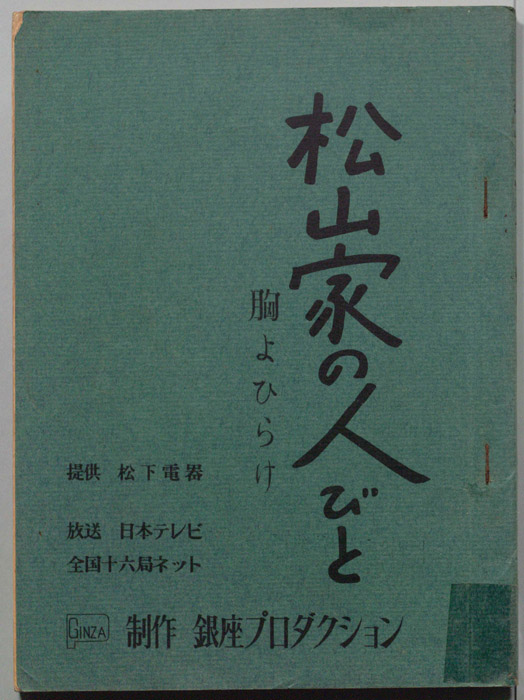 松山家の人びと
胸よひらけ
提供 松下電器
放送 日本テレビ
全国十六局ネット
GINZA 制作 銀座プロダクション